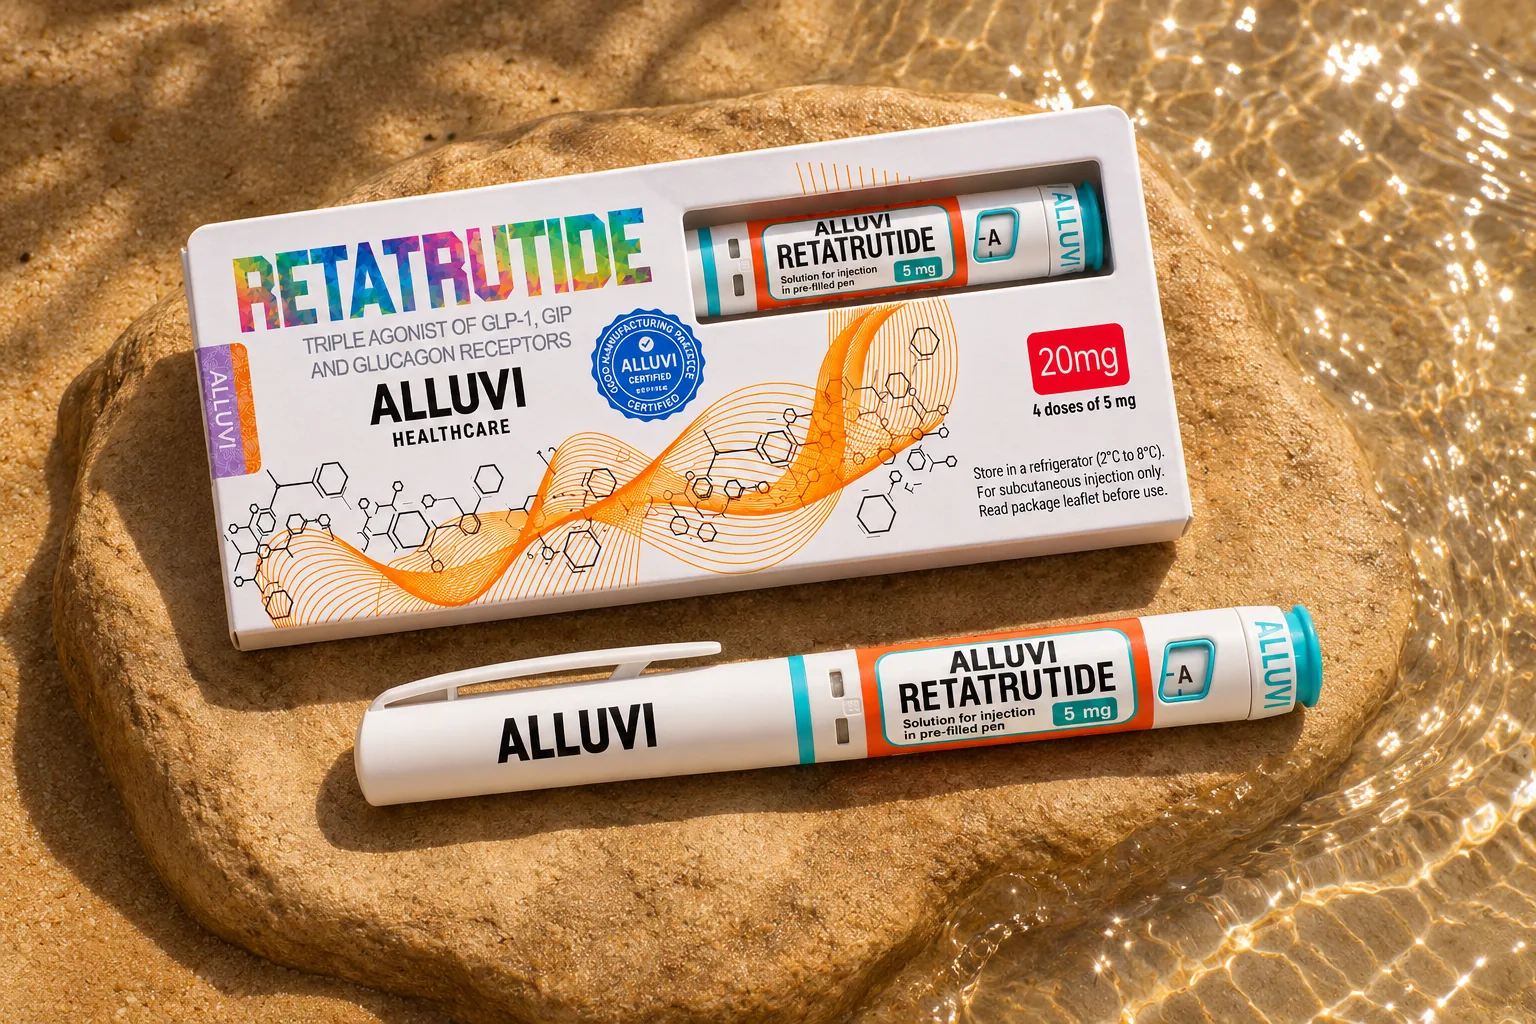 RETATRUTIDE
TRIPLE AGONIST OF GLP-1, GIP
AND GLUCAGON RECEPTORS
ALLUVI
HEALTHCARE
ALLUVI
MANUFACTURING
ALLUVI
CERTIFIED
CERTIFIED
ALLUVI
RETATRUTIDE
Solution for injection
in pre-filled pen
5 mg
A
ALLUVI
20mg
4 doses of 5 mg
Store in a refrigerator (2°C to 8°C).
For subcutaneous injection only.
Read package leaflet before use.
ALLUVI
ALLUVI
RETATRUTIDE
Solution for injection
in pre-filled pen
5 mg
A
ALLUVI